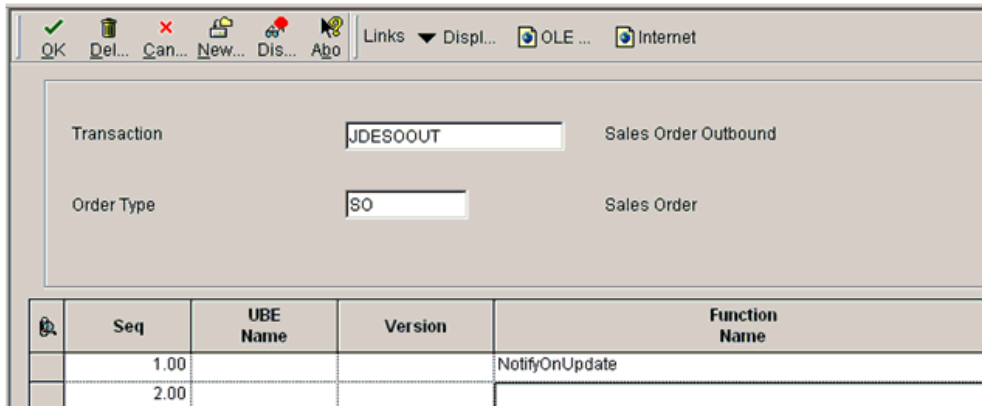 OK Del... Can... New... Dis... Abo Links Displ... OLE ... Internet
Transaction JDESOOUT Sales Order Outbound
Order Type SO Sales Order
Seq UBE Name Version Function Name
1.00 NotifyOnUpdate
2.00